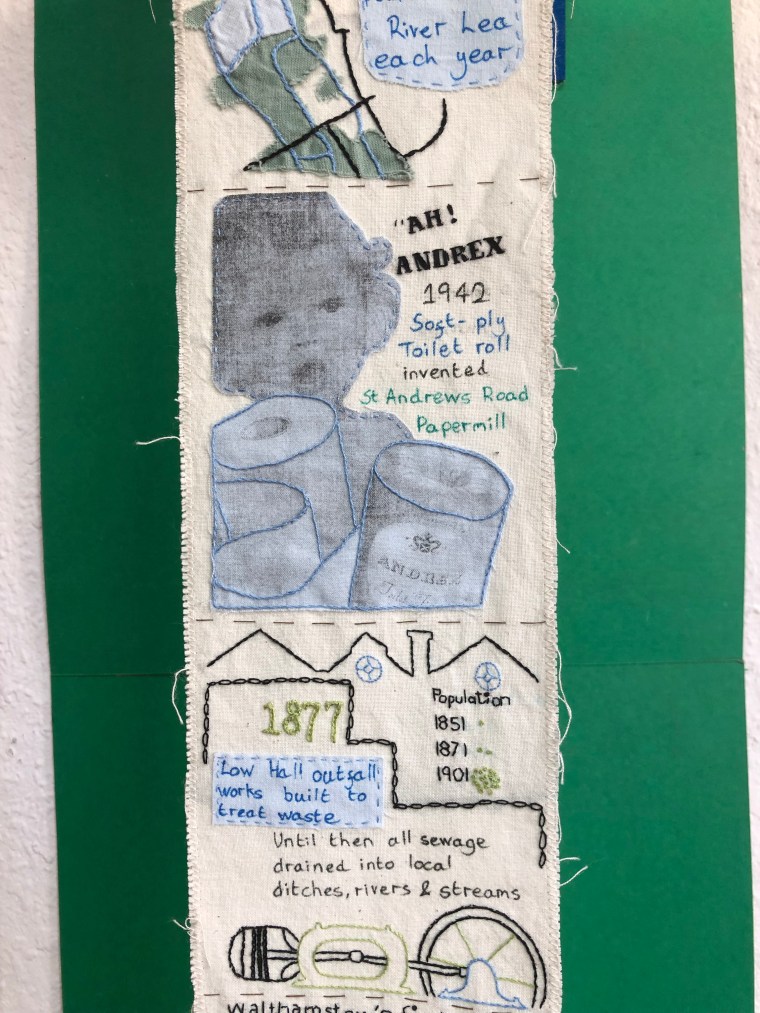 River Lea
each year
"AH!
ANDREX
1942
Soft-ply
Toilet roll
invented
St Andrews Road
Papermill
ANDREX
1877
Low Hall outfall
works built to
treat waste
Population
1851
1871
1901
Until then all sewage
drained into local
ditches, rivers & streams